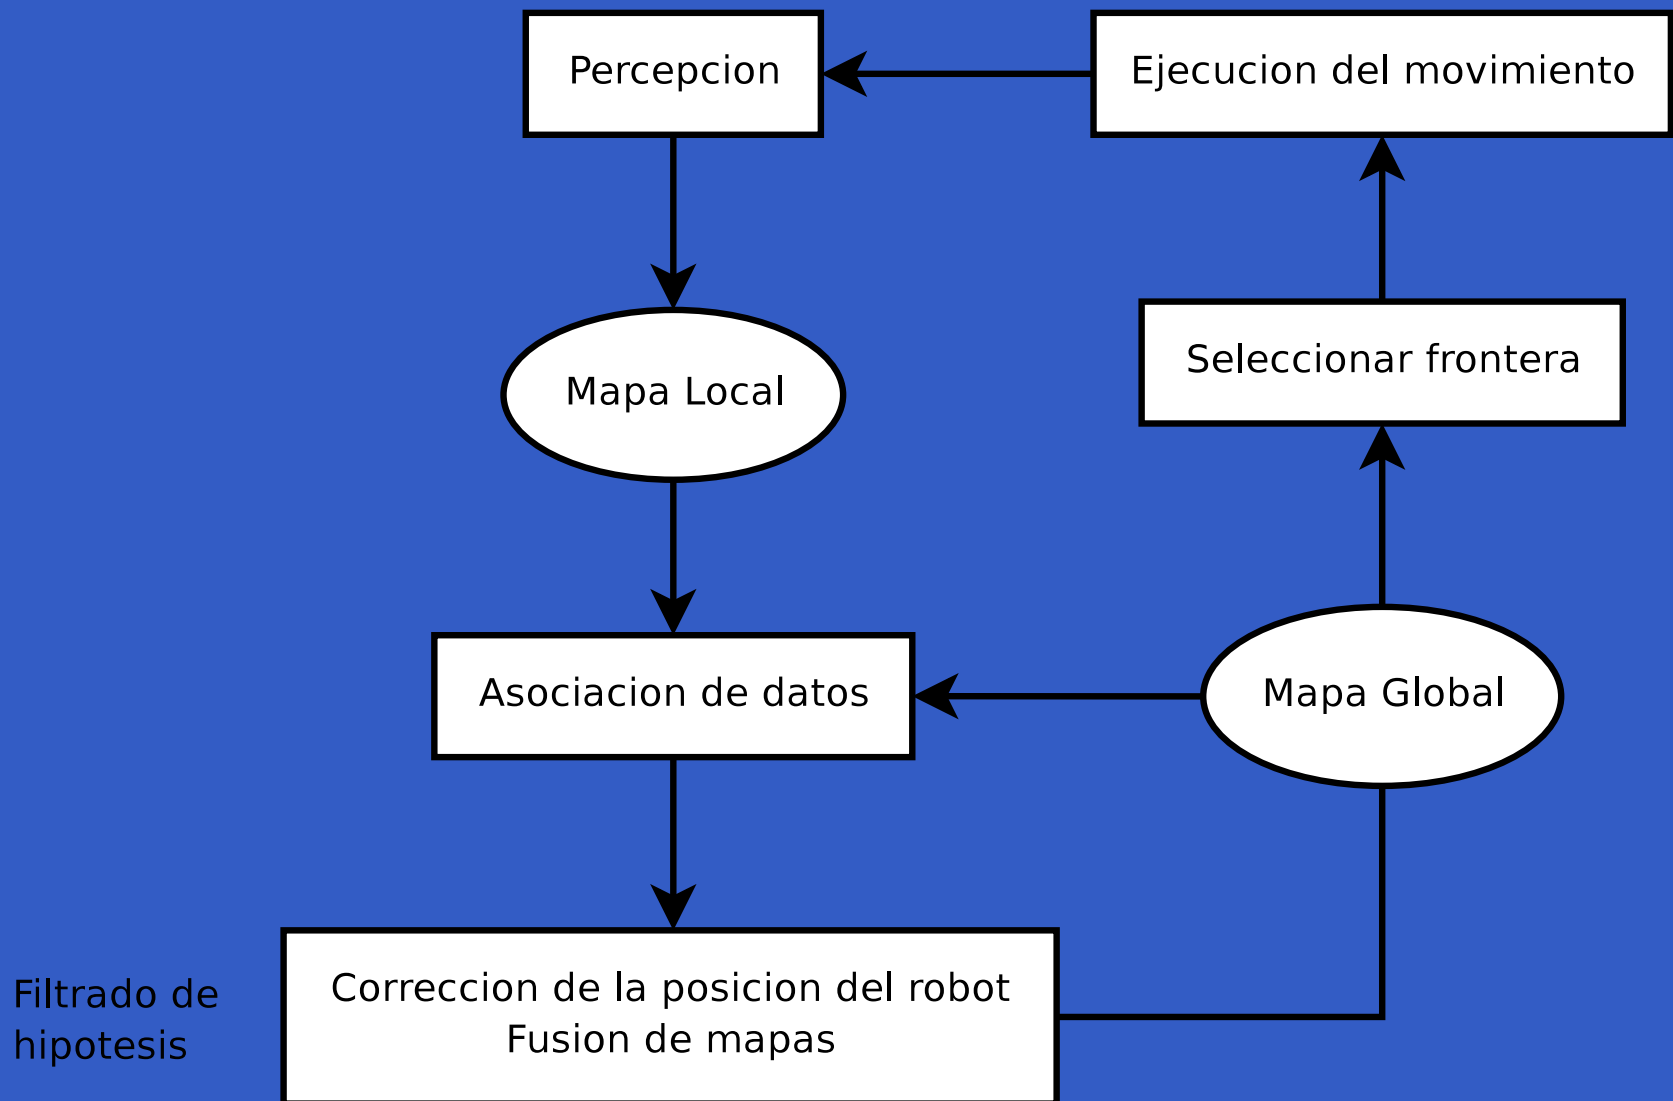 Percepcion
Ejecucion del movimiento
Seleccionar frontera
Mapa Local
Asociacion de datos
Mapa Global
Filtrado de
hipotesis
Correccion de la posicion del robot
Fusion de mapas